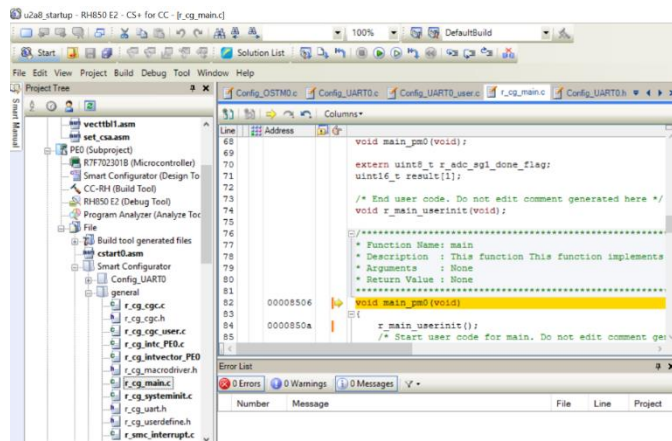 u2a8_startup - RH850 E2 - CS+ for CC - [r_cg_main.c]
100% DefaultBuild
Start Solution List
File Edit View Project Build Debug Tool Window Help
Project Tree
Smart Manual
vecttbl1.asm
set_csa.asm
PE0 (Subproject)
R7F702301B (Microcontroller)
Smart Configurator (Design To
CC-RH (Build Tool)
RH850 E2 (Debug Tool)
Program Analyzer (Analyze Too
File
Build tool generated files
cstart0.asm
Smart Configurator
Config_UART0
general
r_cg_cgc.c
r_cg_cgc.h
r_cg_cgc_user.c
r_cg_intc_PE0.c
r_cg_intvector_PE0
r_cg_macrodriver.h
r_cg_main.c
r_cg_systeminit.c
r_cg_uart.h
r_cg_userdefine.h
r_smc_interrupt.c
Config_OSTM0.c Config_UART0.c Config_UART0_user.c r_cg_main.c Config_UART0.h
Columns
Line Address
68 void main_pm0(void);
69
70 extern uint8_t r_adc_sg1_done_flag;
71 uint16_t result[1];
72
73 /* End user code. Do not edit comment generated here */
74 void r_main_userinit(void);
75
76 /***********************************************
77 * Function Name: main
78 * Description : This function This function implements
79 * Arguments : None
80 * Return Value : None
81 ************************************************
82 00008506 void main_pm0(void)
83 {
84 0000850a r_main_userinit();
85 /* Start user code for main. Do not edit comment ge
Error List
0 Errors 0 Warnings 0 Messages
Number Message File Line Project